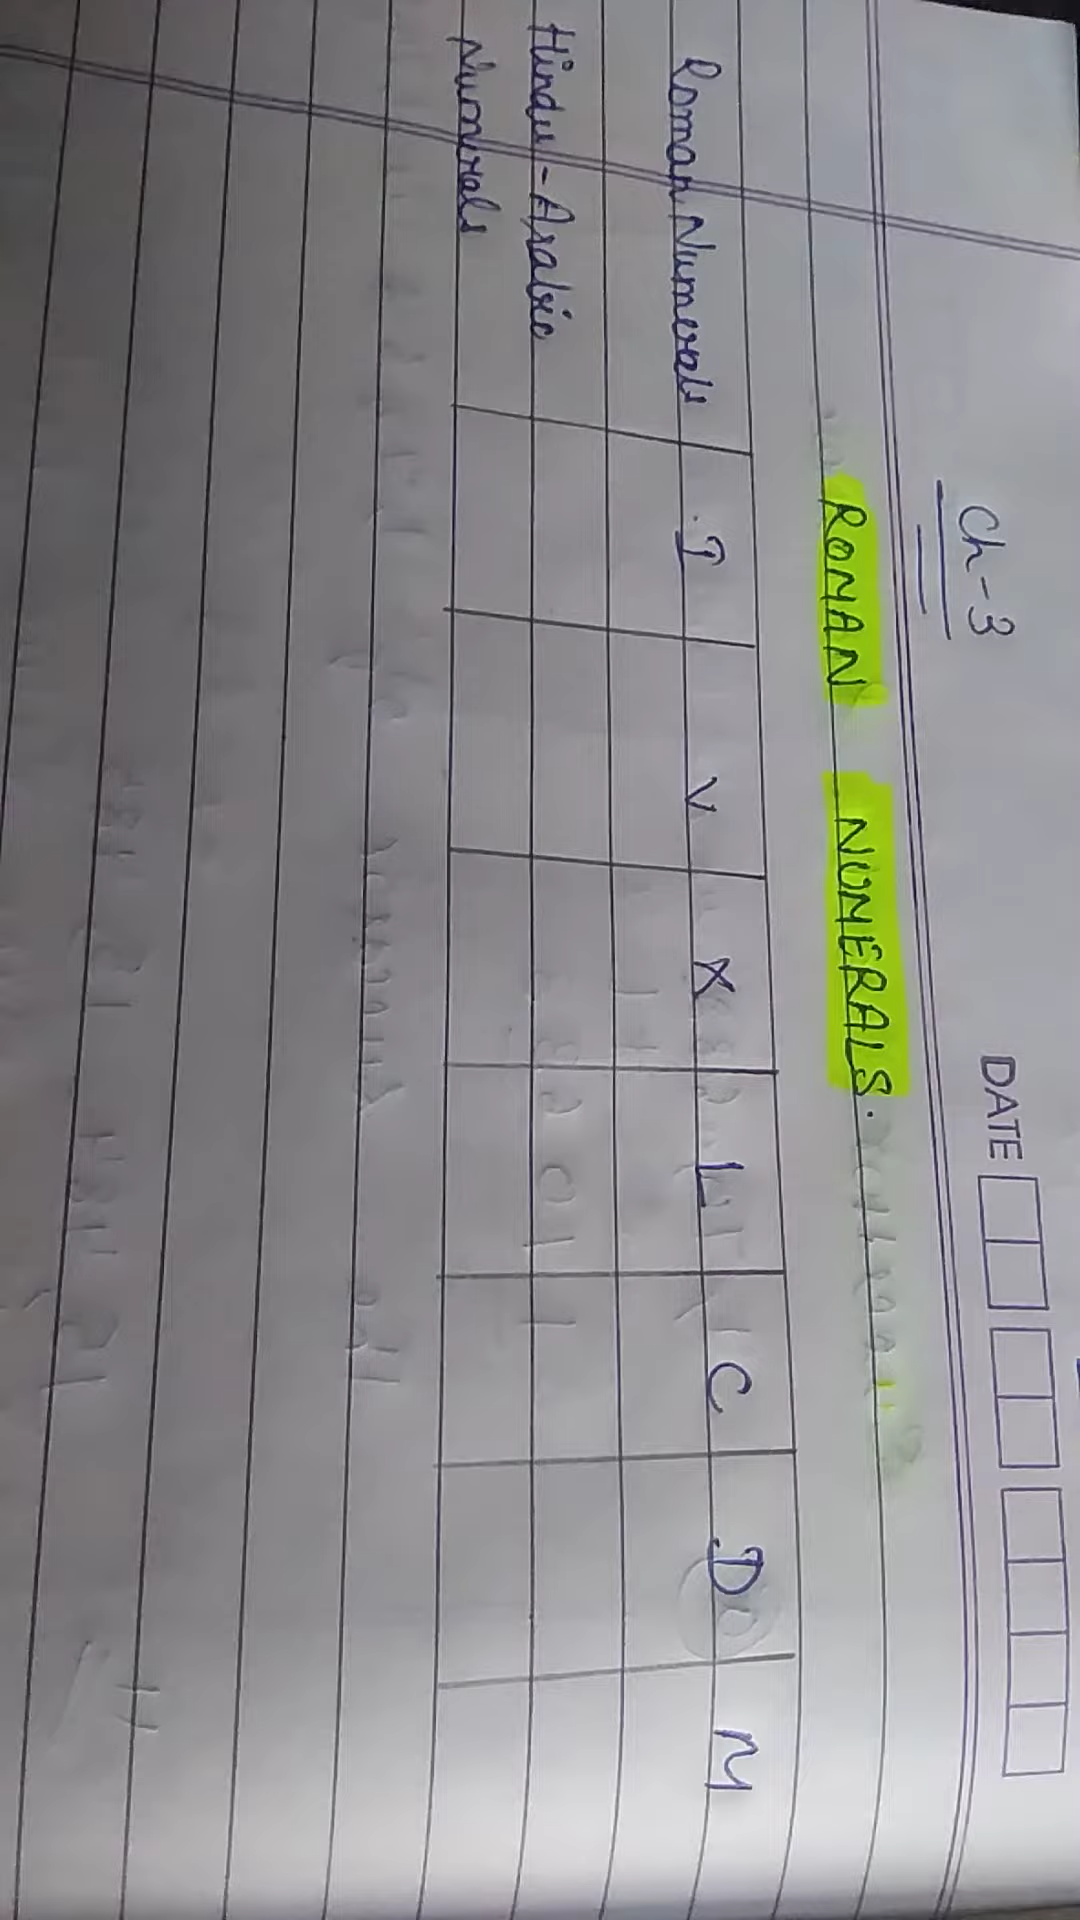 DATE
Ch-3
ROMAN NUMERALS.
Roman Numerals I V X L C D M
Hindu-Arabic
Numerals